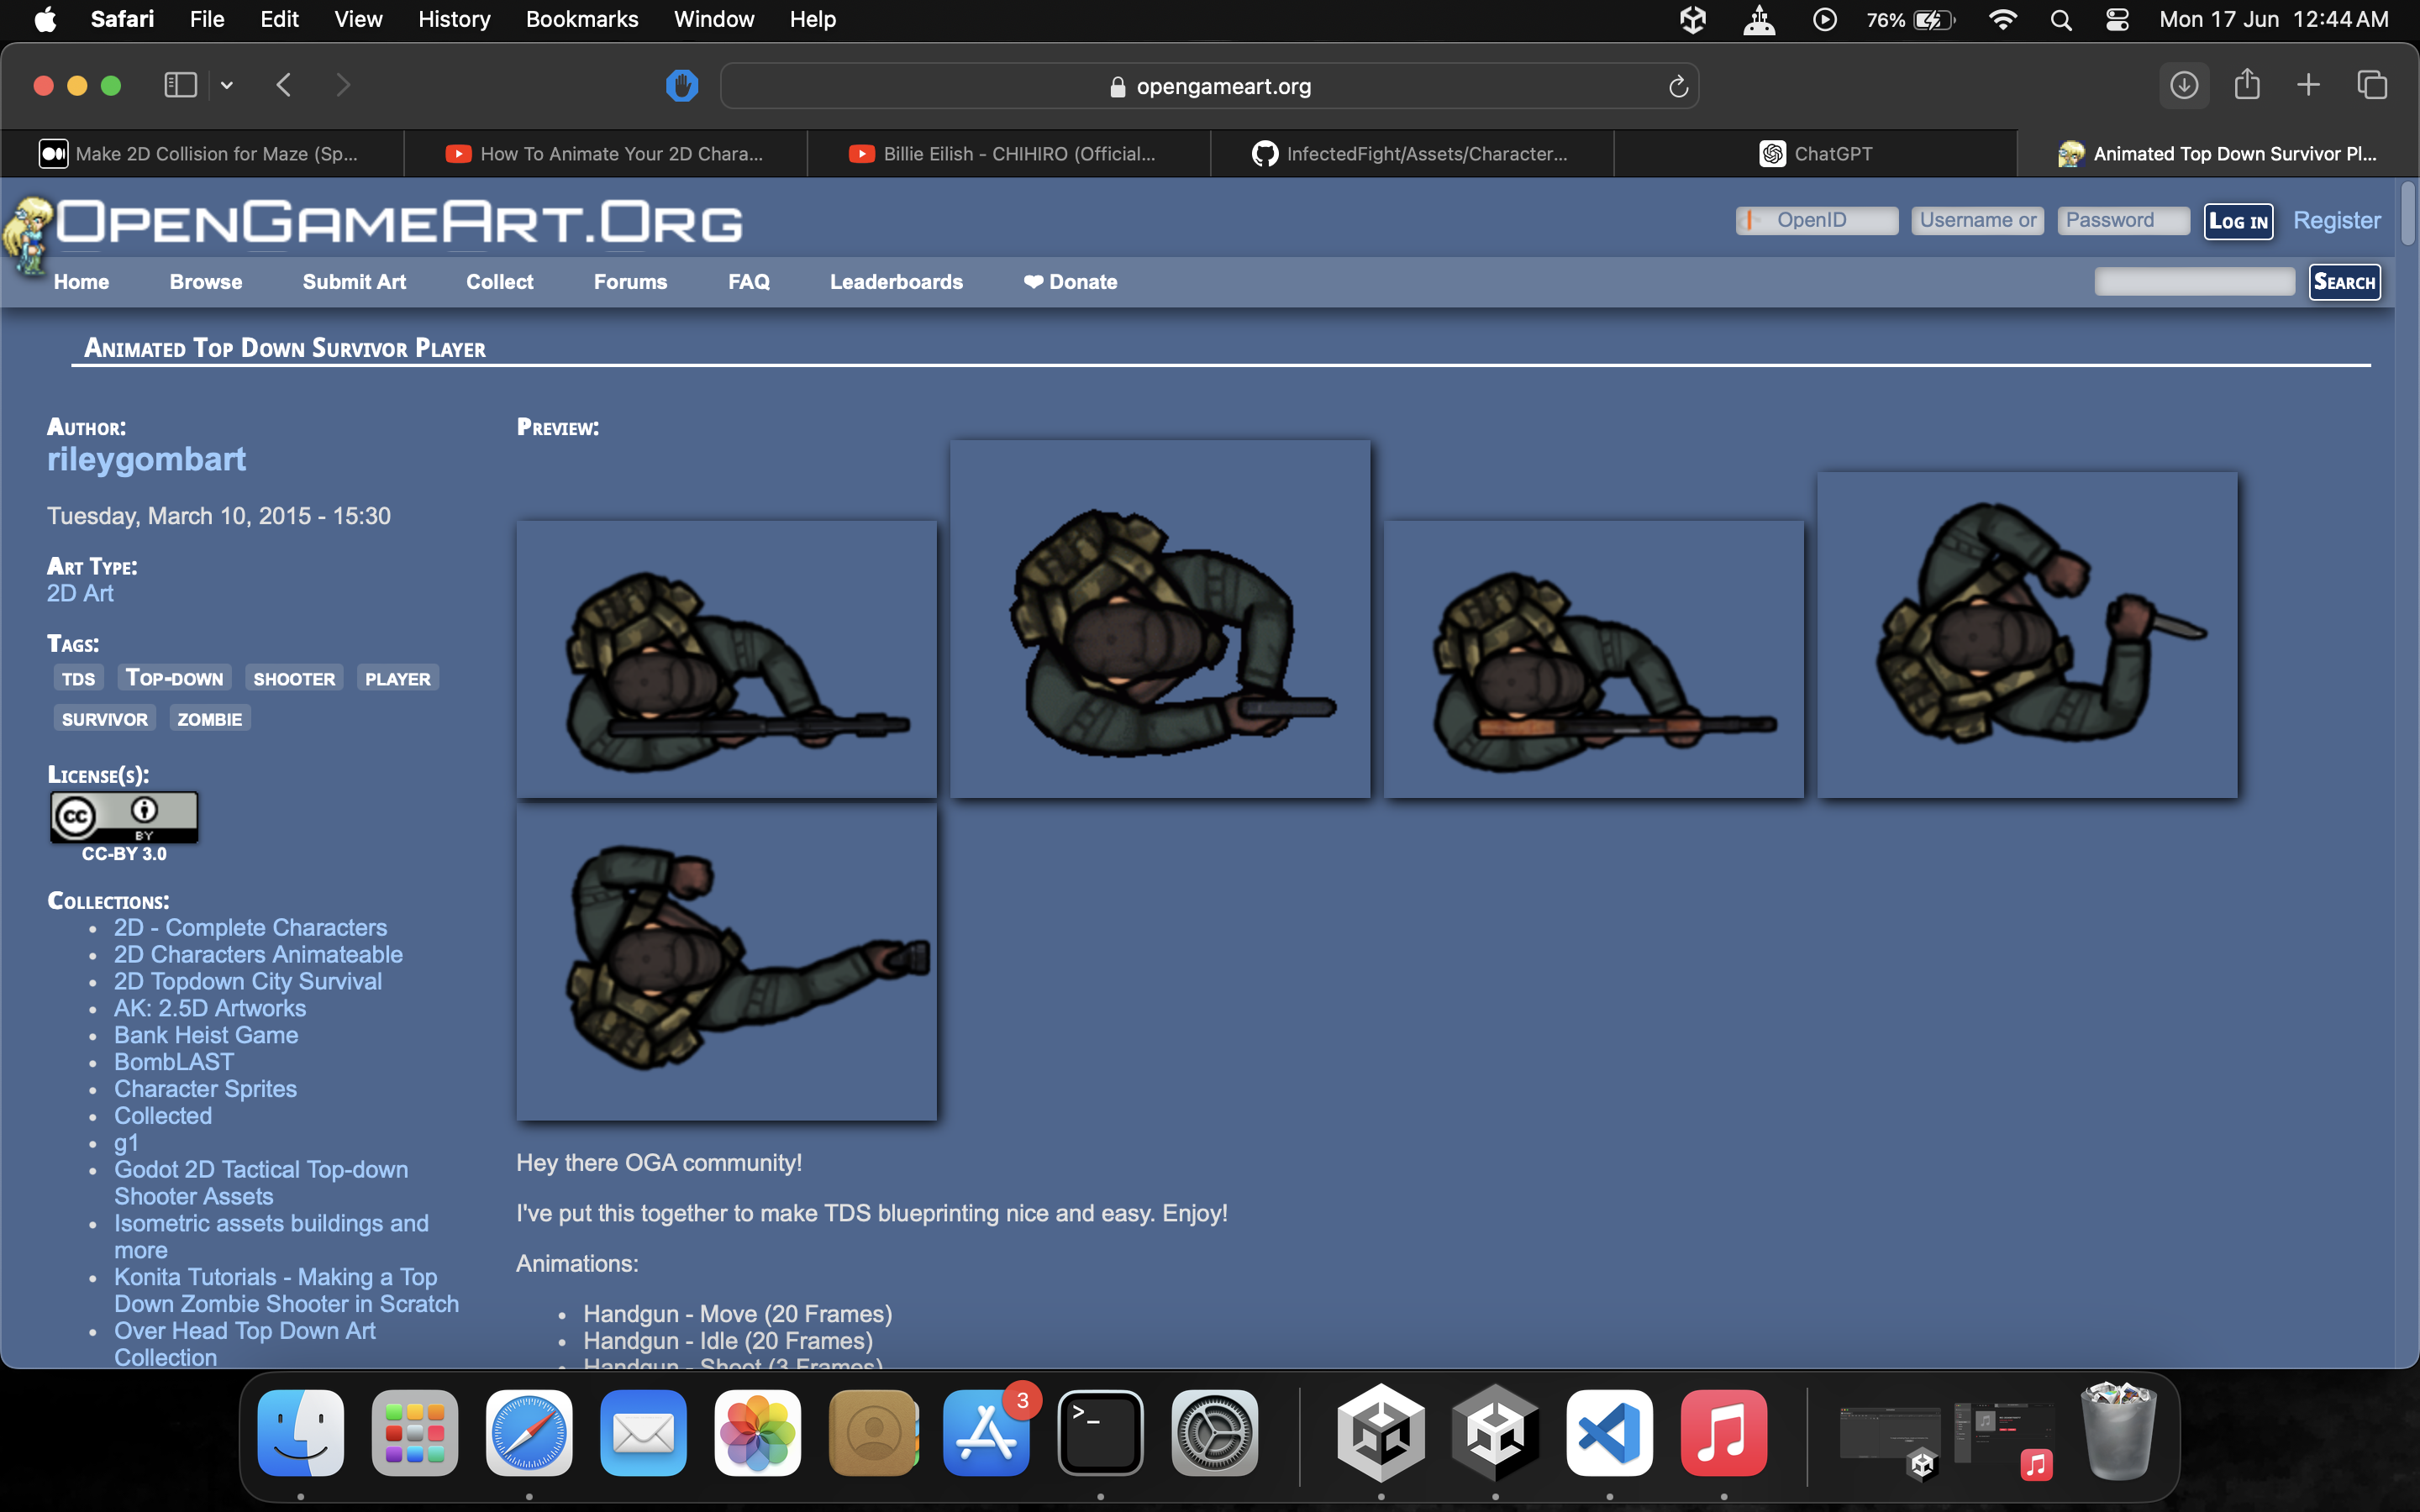 Safari File Edit View History Bookmarks Window Help 76% Mon 17 Jun 12:44 AM
opengameart.org
Make 2D Collision for Maze (Sp... How To Animate Your 2D Chara... Billie Eilish - CHIHIRO (Official... InfectedFight/Assets/Character... ChatGPT Animated Top Down Survivor Pl...
OpenGameArt.Org
OpenID Username or Password Log in Register
Home Browse Submit Art Collect Forums FAQ Leaderboards ❤ Donate Search
Animated Top Down Survivor Player
Author:
rileygombart
Tuesday, March 10, 2015 - 15:30
Art Type:
2D Art
Tags:
TDS Top-down SHOOTER PLAYER
SURVIVOR ZOMBIE
License(s):
cc BY
CC-BY 3.0
Collections:
• 2D - Complete Characters
• 2D Characters Animateable
• 2D Topdown City Survival
• AK: 2.5D Artworks
• Bank Heist Game
• BombLAST
• Character Sprites
• Collected
• g1
• Godot 2D Tactical Top-down
Shooter Assets
• Isometric assets buildings and
more
• Konita Tutorials - Making a Top
Down Zombie Shooter in Scratch
• Over Head Top Down Art
Collection
Preview:
Hey there OGA community!
I've put this together to make TDS blueprinting nice and easy. Enjoy!
Animations:
• Handgun - Move (20 Frames)
• Handgun - Idle (20 Frames)
• Handgun - Shoot (3 Frames)
3
>_